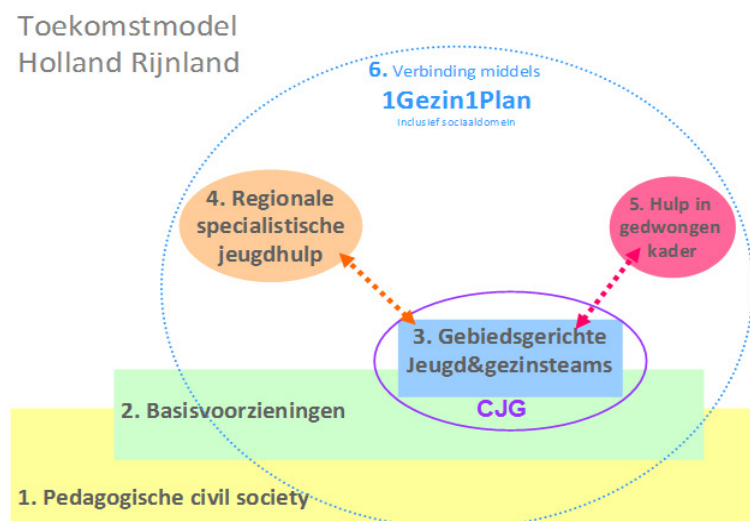 Toekomstmodel
Holland Rijnland
6. Verbinding middels
1Gezin1Plan
Inclusief sociaaldomein
4. Regionale
specialistische
jeugdhulp
5. Hulp in
gedwongen
kader
3. Gebiedsgerichte
Jeugd&gezinsteams
2. Basisvoorzieningen
CJG
1. Pedagogische civil society